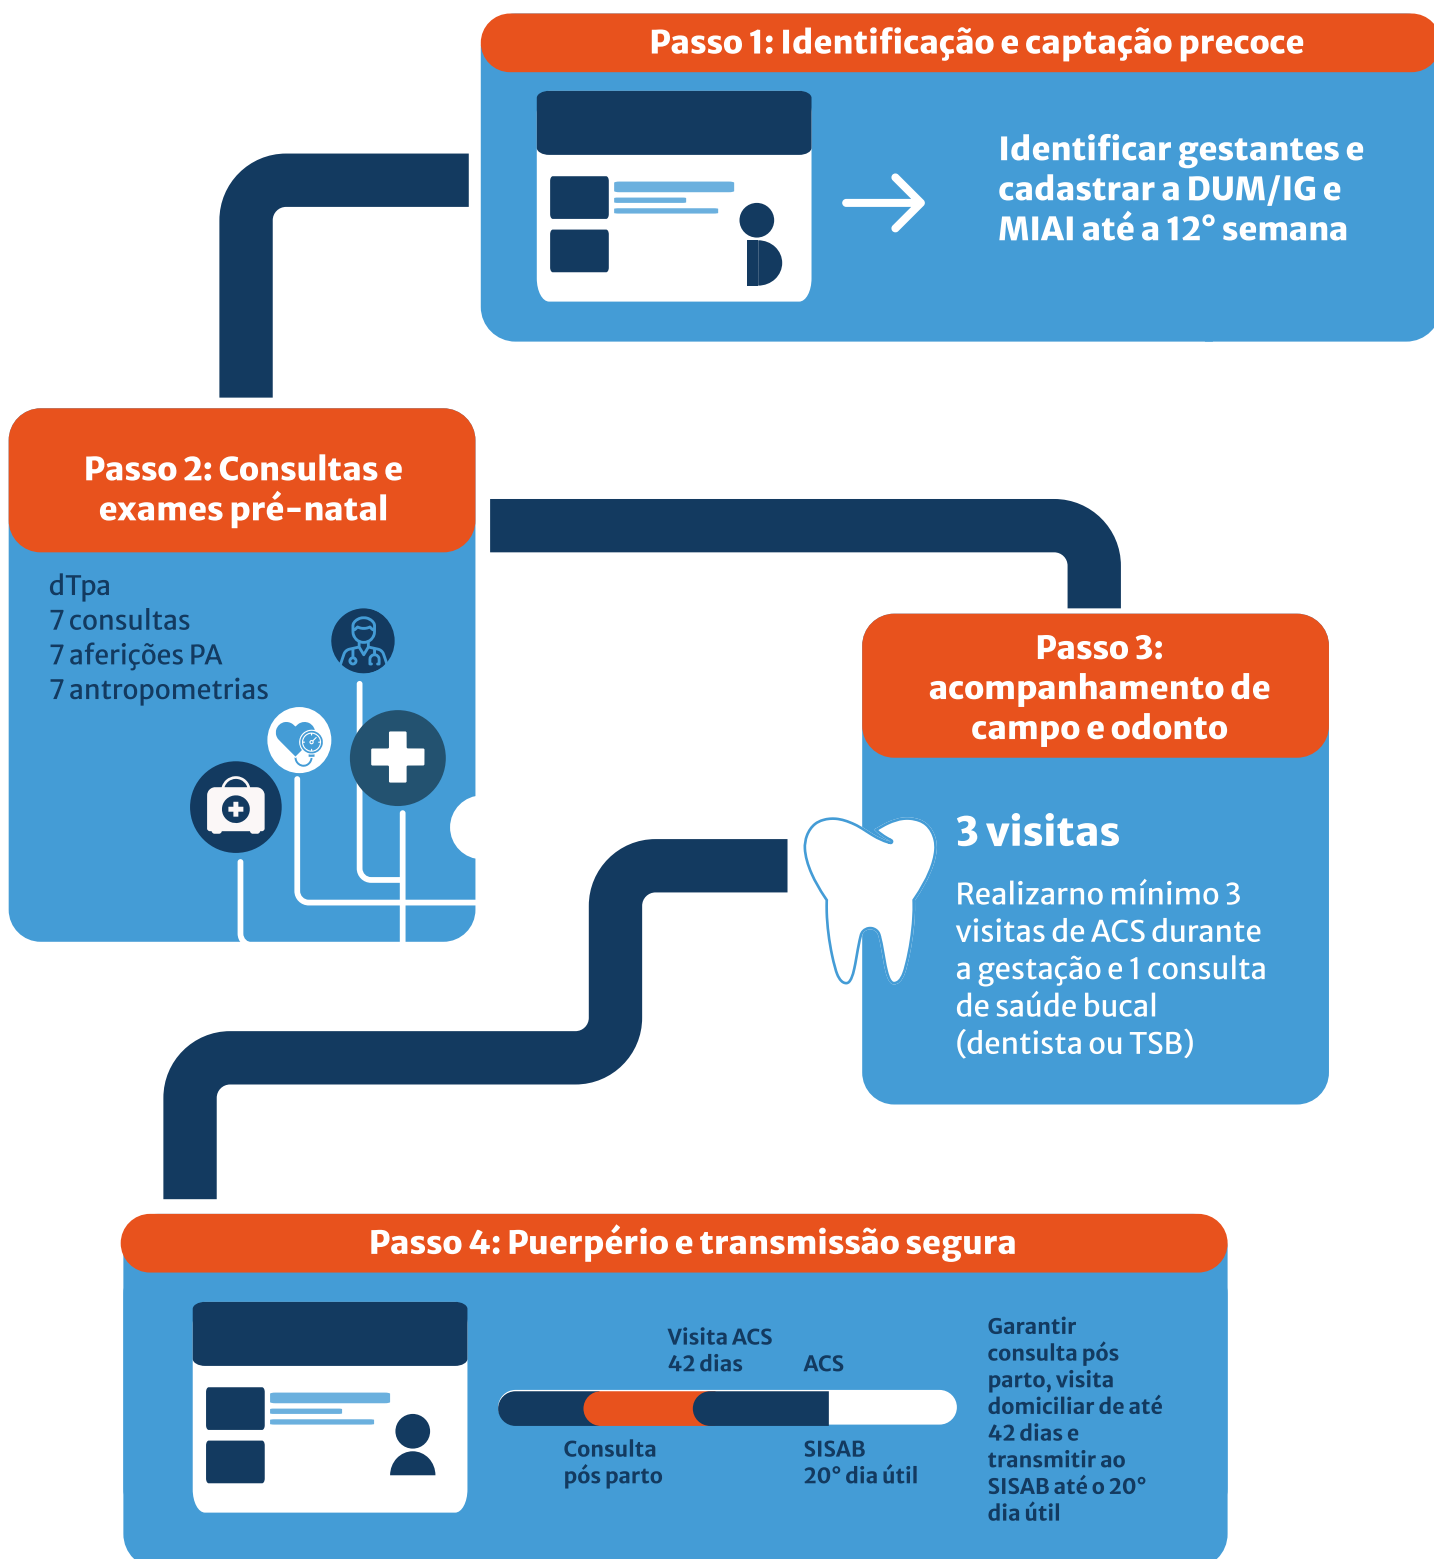 Passo 1: Identificação e captação precoce
Identificar gestantes e
cadastrar a DUM/IG e
MIAI até a 12° semana
Passo 2: Consultas e
exames pré-natal
dTpa
7 consultas
7 aferições PA
7 antropometrias
Passo 3:
acompanhamento de
campo e odonto
3 visitas
Realizarno mínimo 3
visitas de ACS durante
a gestação e 1 consulta
de saúde bucal
(dentista ou TSB)
Passo 4: Puerpério e transmissão segura
Visita ACS
42 dias
ACS
Consulta
pós parto
SISAB
20° dia útil
Garantir
consulta pós
parto, visita
domiciliar de até
42 dias e
transmitir ao
SISAB até o 20°
dia útil